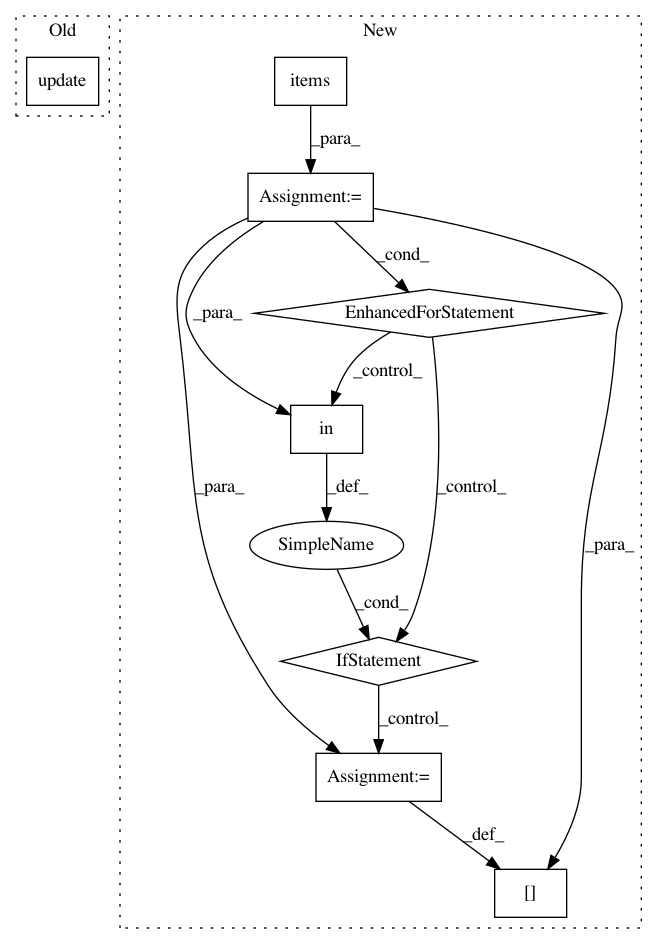 Old
New
update
items
_para_
Assignment:=
_cond_
_para_
EnhancedForStatement
_control_
in
_para_
_def_
_control_
_para_
SimpleName
_cond_
IfStatement
_control_
Assignment:=
_def_
[]